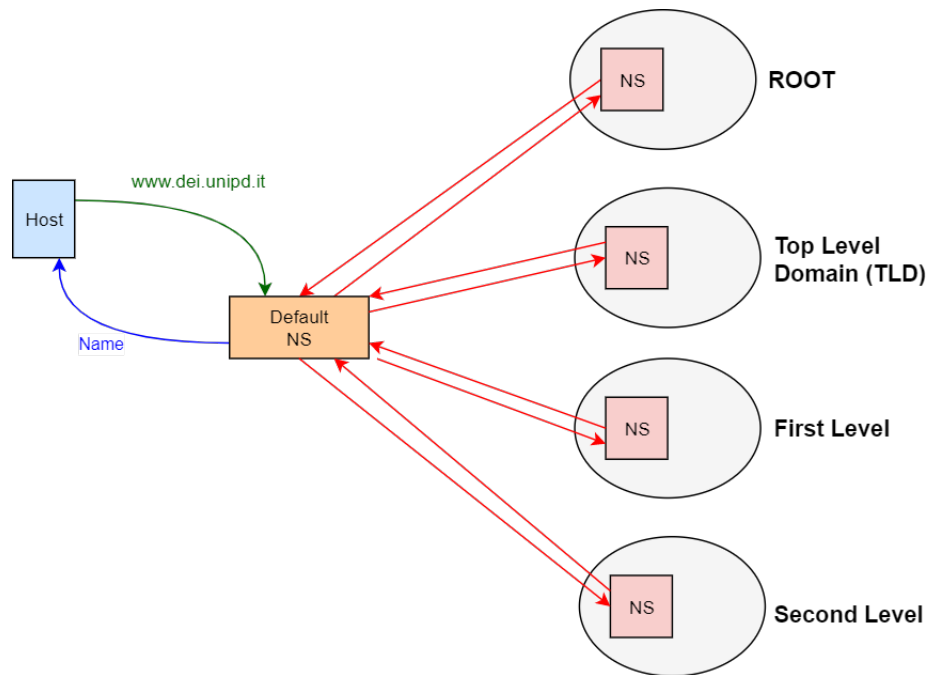 NS
ROOT
www.dei.unipd.it
Host
NS
Top Level
Domain (TLD)
Default
NS
Name
NS
First Level
NS
Second Level